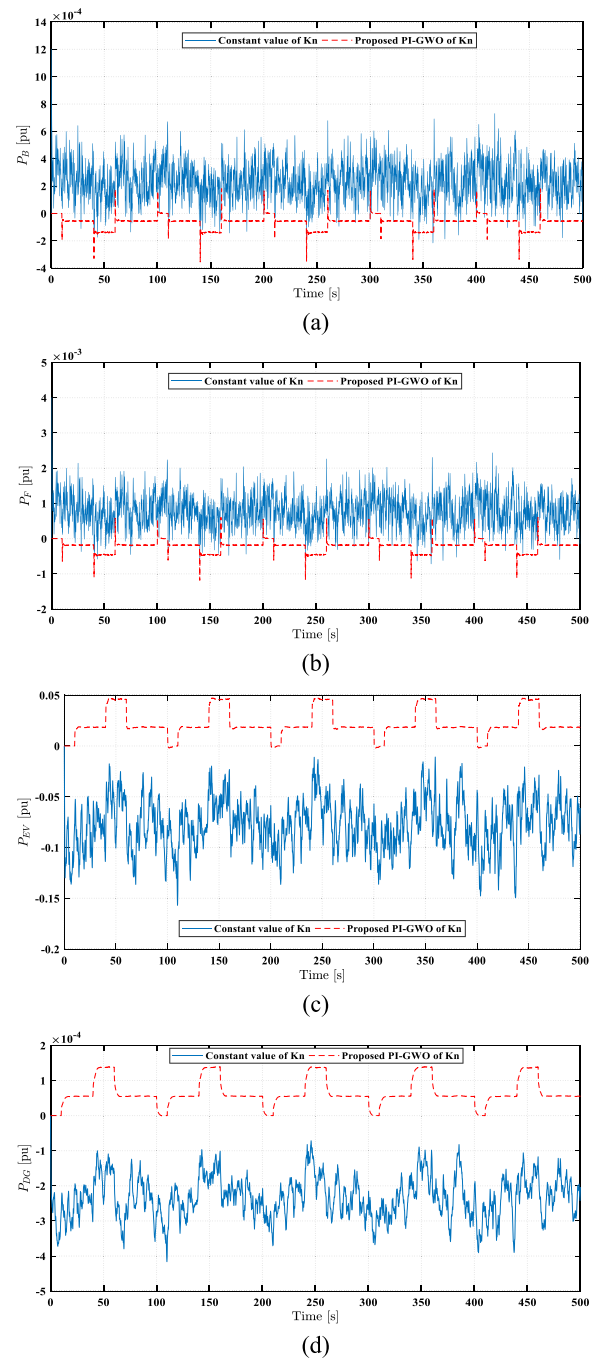 ×10⁻⁴
14
12
10
8
6
4
2
0
-2
-4
P_B [pu]
Constant value of Kn Proposed PI-GWO of Kn
0 50 100 150 200 250 300 350 400 450 500
Time [s]
(a)
×10⁻³
5
4
3
2
1
0
-1
-2
P_F [pu]
Constant value of Kn Proposed PI-GWO of Kn
0 50 100 150 200 250 300 350 400 450 500
Time [s]
(b)
0.05
0
-0.05
-0.1
-0.15
-0.2
P_EV [pu]
Constant value of Kn Proposed PI-GWO of Kn
0 50 100 150 200 250 300 350 400 450 500
Time [s]
(c)
×10⁻⁴
2
1
0
-1
-2
-3
-4
-5
P_DG [pu]
Constant value of Kn Proposed PI-GWO of Kn
0 50 100 150 200 250 300 350 400 450 500
Time [s]
(d)